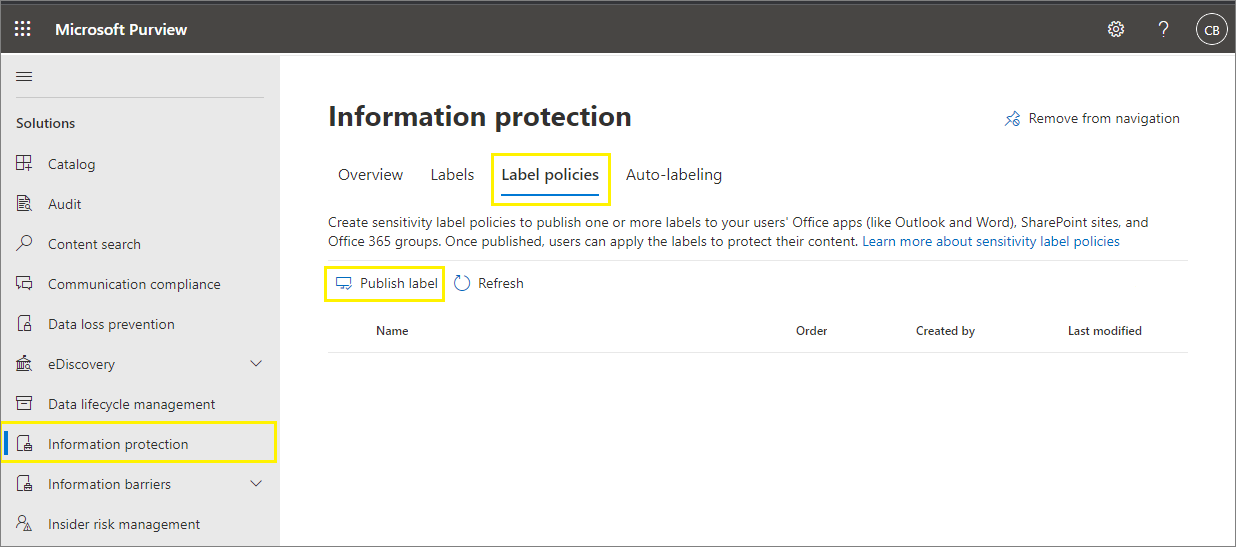 Microsoft Purview
CB
Solutions
Catalog
Audit
Content search
Communication compliance
Data loss prevention
eDiscovery
Data lifecycle management
Information protection
Information barriers
Insider risk management
Information protection
Remove from navigation
Overview Labels Label policies Auto-labeling
Create sensitivity label policies to publish one or more labels to your users' Office apps (like Outlook and Word), SharePoint sites, and
Office 365 groups. Once published, users can apply the labels to protect their content. Learn more about sensitivity label policies
Publish label Refresh
Name Order Created by Last modified